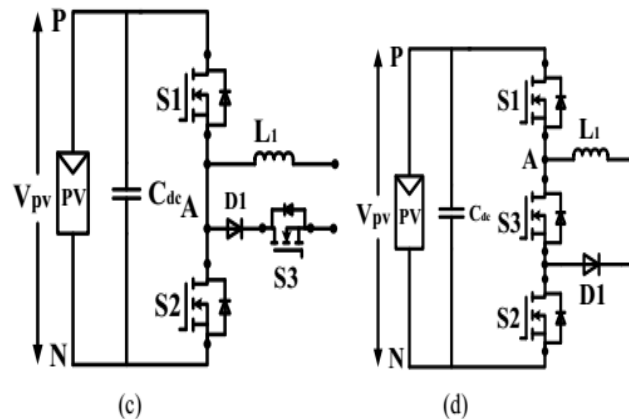 P
S1
L1
Vpv
PV
Cdc
A
D1
S3
S2
N
(c)
P
S1
L1
A
Vpv
PV
Cdc
S3
D1
S2
N
(d)